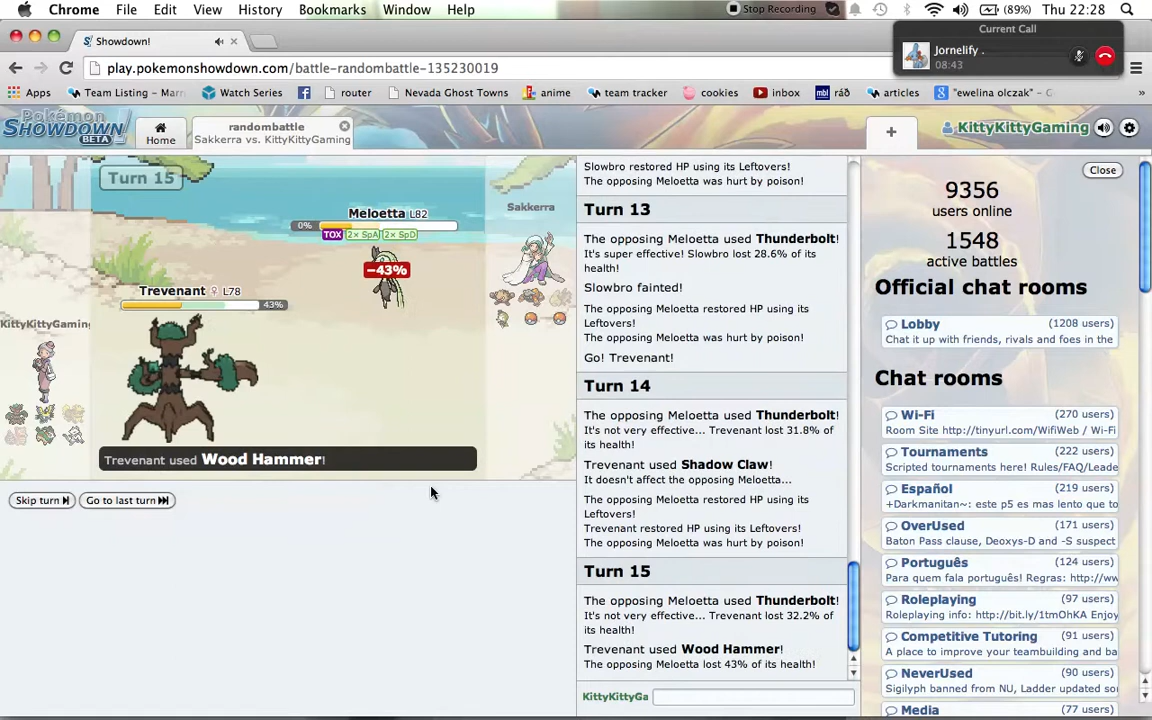 Chrome File Edit View History Bookmarks Window Help Stop Recording (89%) Thu 22:28
Showdown!
Current Call
Jornelify .
08:43
play.pokemonshowdown.com/battle-randombattle-135230019
Apps Team Listing – Marr Watch Series router Nevada Ghost Towns anime team tracker cookies inbox mbl ráð articles "ewelina olczak" – G »
Pokémon
SHOWDOWN
BETA
Home
randombattle
Sakkerra vs. KittyKittyGaming
+
KittyKittyGaming
Turn 15
Meloetta L82
0%
TOX 2× SpA 2× SpD
−43%
Sakkerra
Trevenant ♀ L78
43%
KittyKittyGaming
Trevenant used Wood Hammer!
Skip turn
Go to last turn
Slowbro restored HP using its Leftovers!
The opposing Meloetta was hurt by poison!
Turn 13
The opposing Meloetta used Thunderbolt!
It's super effective! Slowbro lost 28.6% of its
health!
Slowbro fainted!
The opposing Meloetta restored HP using its
Leftovers!
The opposing Meloetta was hurt by poison!
Go! Trevenant!
Turn 14
The opposing Meloetta used Thunderbolt!
It's not very effective... Trevenant lost 31.8% of
its health!
Trevenant used Shadow Claw!
It doesn't affect the opposing Meloetta...
The opposing Meloetta restored HP using its
Leftovers!
Trevenant restored HP using its Leftovers!
The opposing Meloetta was hurt by poison!
Turn 15
The opposing Meloetta used Thunderbolt!
It's not very effective... Trevenant lost 32.2% of
its health!
Trevenant used Wood Hammer!
The opposing Meloetta lost 43% of its health!
KittyKittyGa
Close
9356
users online
1548
active battles
Official chat rooms
Lobby (1208 users)
Chat it up with friends, rivals and foes in the
Chat rooms
Wi-Fi (270 users)
Room Site http://tinyurl.com/WifiWeb / Wi-Fi
Tournaments (222 users)
Scripted tournaments here! Rules/FAQ/Leade
Español (219 users)
+Darkmanitan~: este p5 es mas lento que to
OverUsed (171 users)
Baton Pass clause, Deoxys-D and -S suspect
Português (124 users)
Para quem fala português! Regras: http://ww
Roleplaying (97 users)
Roleplaying info: http://bit.ly/1tmOhKA Enjoy
Competitive Tutoring (91 users)
A place to improve your teambuilding and ba
NeverUsed (90 users)
Sigilyph banned from NU, Ladder updated so
Media (77 users)